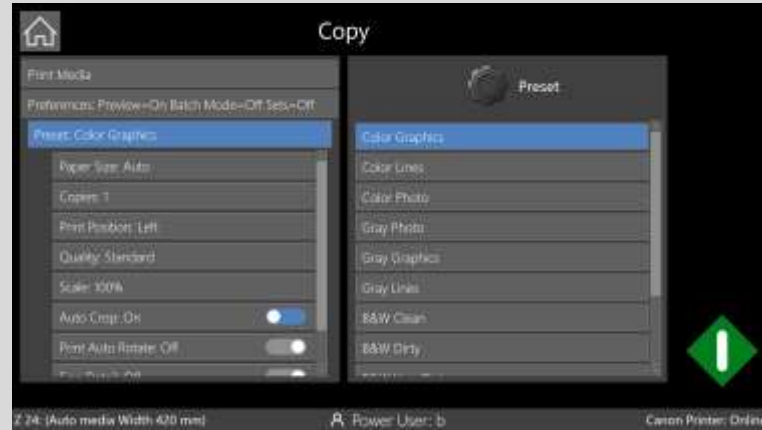 Copy
Print Media
Preferences: Preview=On Batch Mode=Off Sets=Off
Preset: Color Graphics
Paper Size: Auto
Copies: 1
Print Position: Left
Quality: Standard
Scale: 100%
Auto Crop: On
Print Auto Rotate: Off
Preset
Color Graphics
Color Lines
Color Photo
Gray Photo
Gray Graphics
Gray Lines
B&W Clean
B&W Dirty
Z 24: (Auto media Width 420 mm)
Power User: b
Canon Printer: Online